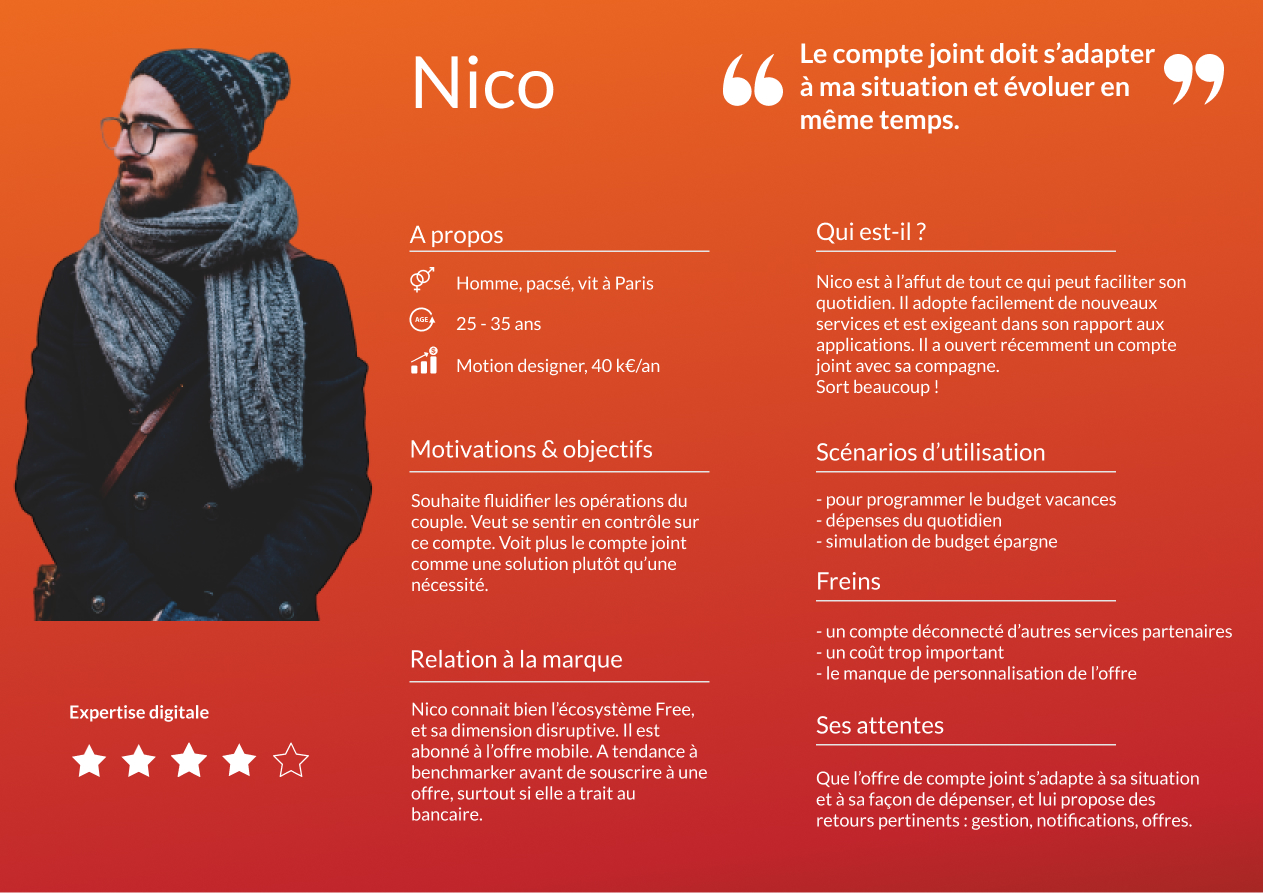 Nico
Le compte joint doit s’adapter
à ma situation et évoluer en
même temps.
A propos
Homme, pacsé, vit à Paris
AGE
25 - 35 ans
$
Motion designer, 40 k€/an
Motivations & objectifs
Souhaite fluidifier les opérations du
couple. Veut se sentir en contrôle sur
ce compte. Voit plus le compte joint
comme une solution plutôt qu’une
nécessité.
Relation à la marque
Nico connait bien l’écosystème Free,
et sa dimension disruptive. Il est
abonné à l’offre mobile. A tendance à
benchmarker avant de souscrire à une
offre, surtout si elle a trait au
bancaire.
Qui est-il ?
Nico est à l’affut de tout ce qui peut faciliter son
quotidien. Il adopte facilement de nouveaux
services et est exigeant dans son rapport aux
applications. Il a ouvert récemment un compte
joint avec sa compagne.
Sort beaucoup !
Scénarios d’utilisation
- pour programmer le budget vacances
- dépenses du quotidien
- simulation de budget épargne
Freins
- un compte déconnecté d’autres services partenaires
- un coût trop important
- le manque de personnalisation de l’offre
Ses attentes
Que l’offre de compte joint s’adapte à sa situation
et à sa façon de dépenser, et lui propose des
retours pertinents : gestion, notifications, offres.
Expertise digitale